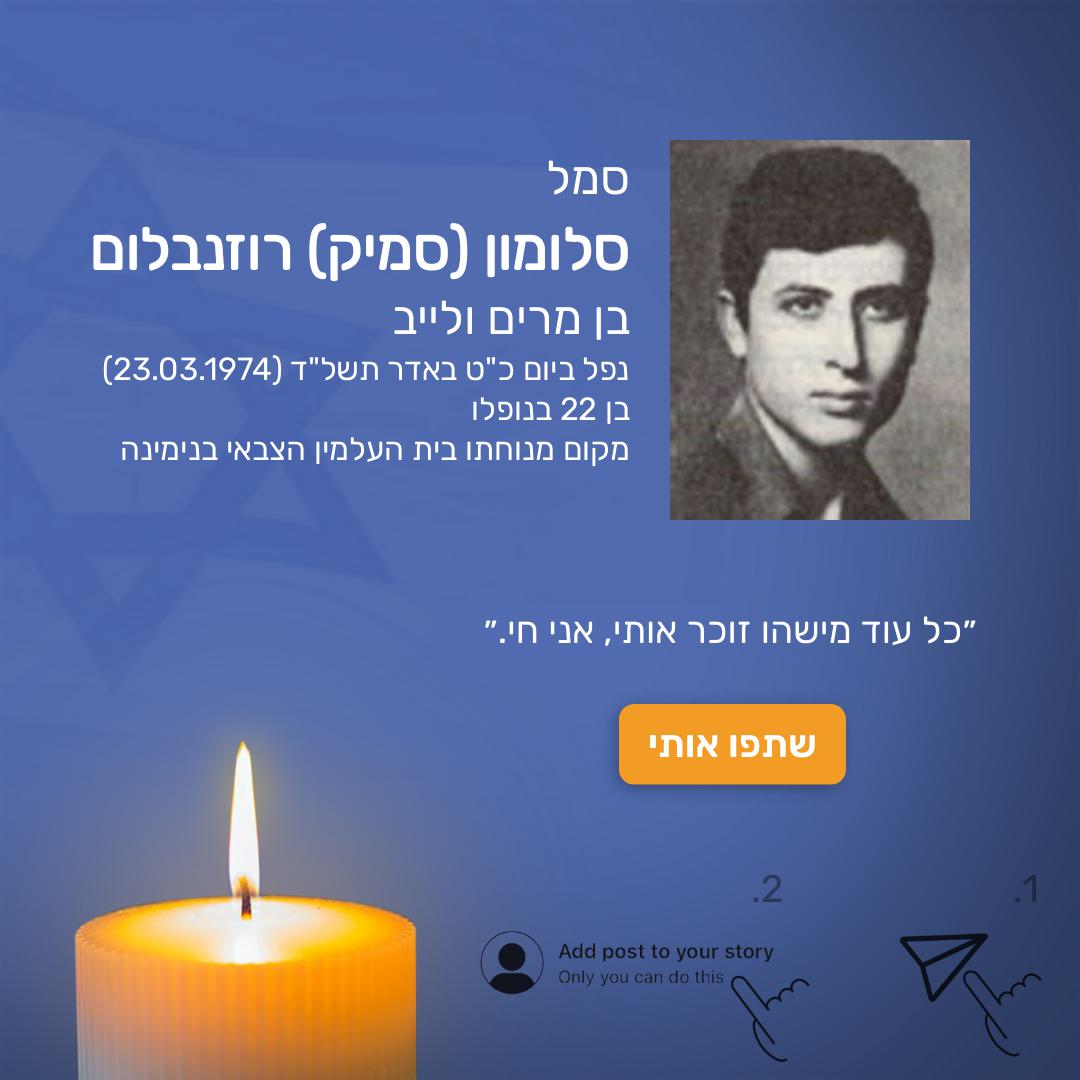 סמל
סלומון (סמיק) רוזנבלום
בן מרים ולייב
נפל ביום כ"ט באדר תשל"ד (23.03.1974)
בן 22 בנופלו
מקום מנוחתו בית העלמין הצבאי בנימינה
״כל עוד מישהו זוכר אותי, אני חי.״
שתפו אותי
.1
.2
Add post to your story
Only you can do this